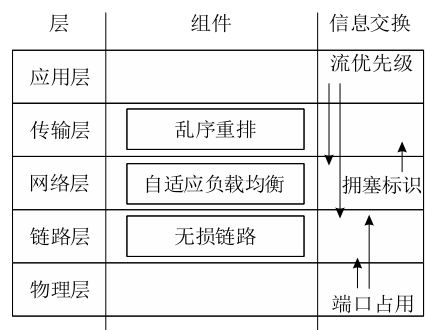 层 组件 信息交换
应用层 流优先级
传输层 乱序重排
网络层 自适应负载均衡 拥塞标识
链路层 无损链路
物理层 端口占用